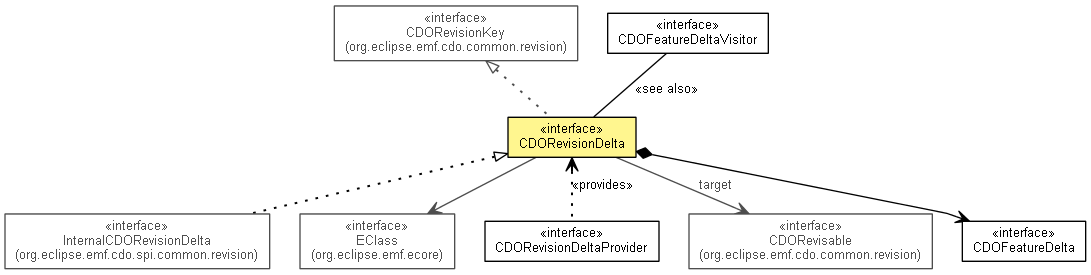 «interface»
CDORevisionKey
(org.eclipse.emf.cdo.common.revision)
«interface»
CDOFeatureDeltaVisitor
«see also»
«interface»
CDORevisionDelta
«provides»
target
«interface»
InternalCDORevisionDelta
(org.eclipse.emf.cdo.spi.common.revision)
«interface»
EClass
(org.eclipse.emf.ecore)
«interface»
CDORevisionDeltaProvider
«interface»
CDORevisable
(org.eclipse.emf.cdo.common.revision)
«interface»
CDOFeatureDelta